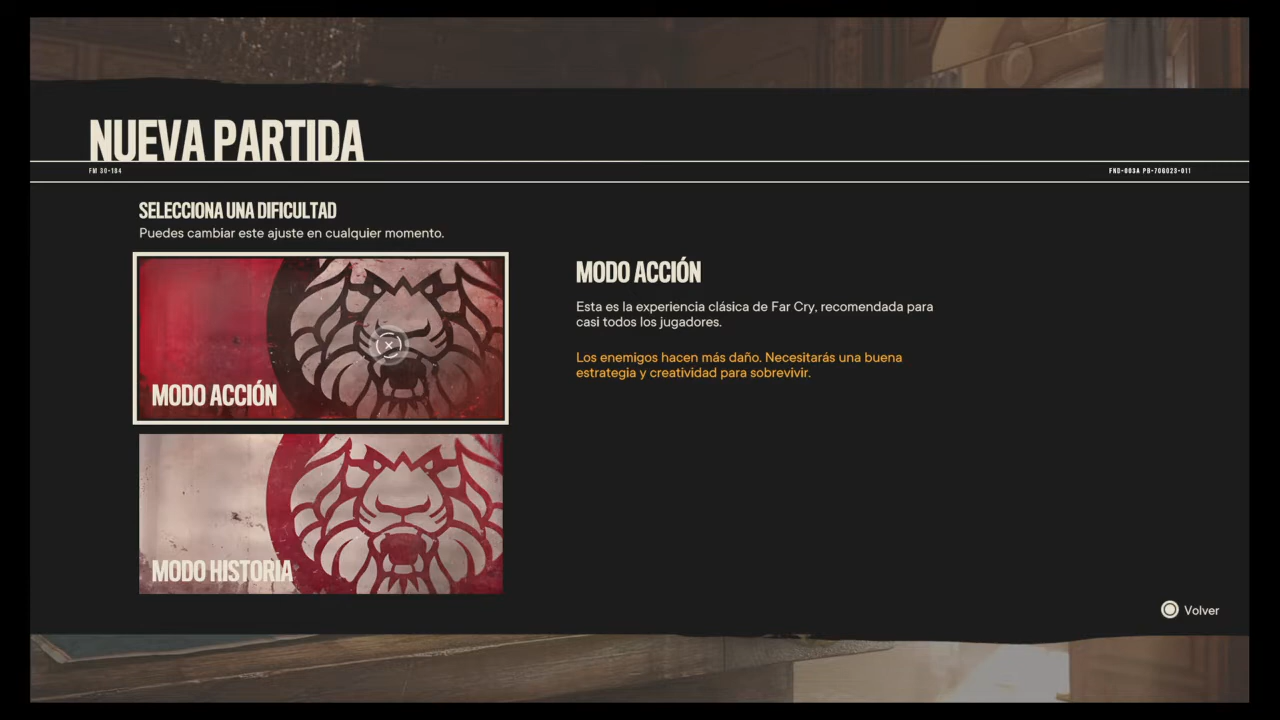 NUEVA PARTIDA
FM 30-184
FND-003A PB-70G023-011
SELECCIONA UNA DIFICULTAD
Puedes cambiar este ajuste en cualquier momento.
MODO ACCIÓN
MODO ACCIÓN
Esta es la experiencia clásica de Far Cry, recomendada para
casi todos los jugadores.
Los enemigos hacen más daño. Necesitarás una buena
estrategia y creatividad para sobrevivir.
MODO HISTORIA
Volver